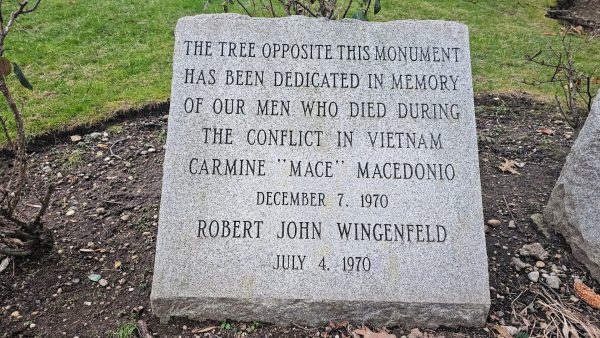 THE TREE OPPOSITE THIS MONUMENT
HAS BEEN DEDICATED IN MEMORY
OF OUR MEN WHO DIED DURING
THE CONFLICT IN VIETNAM
CARMINE "MACE" MACEDONIO
DECEMBER 7, 1970
ROBERT JOHN WINGENFELD
JULY 4, 1970